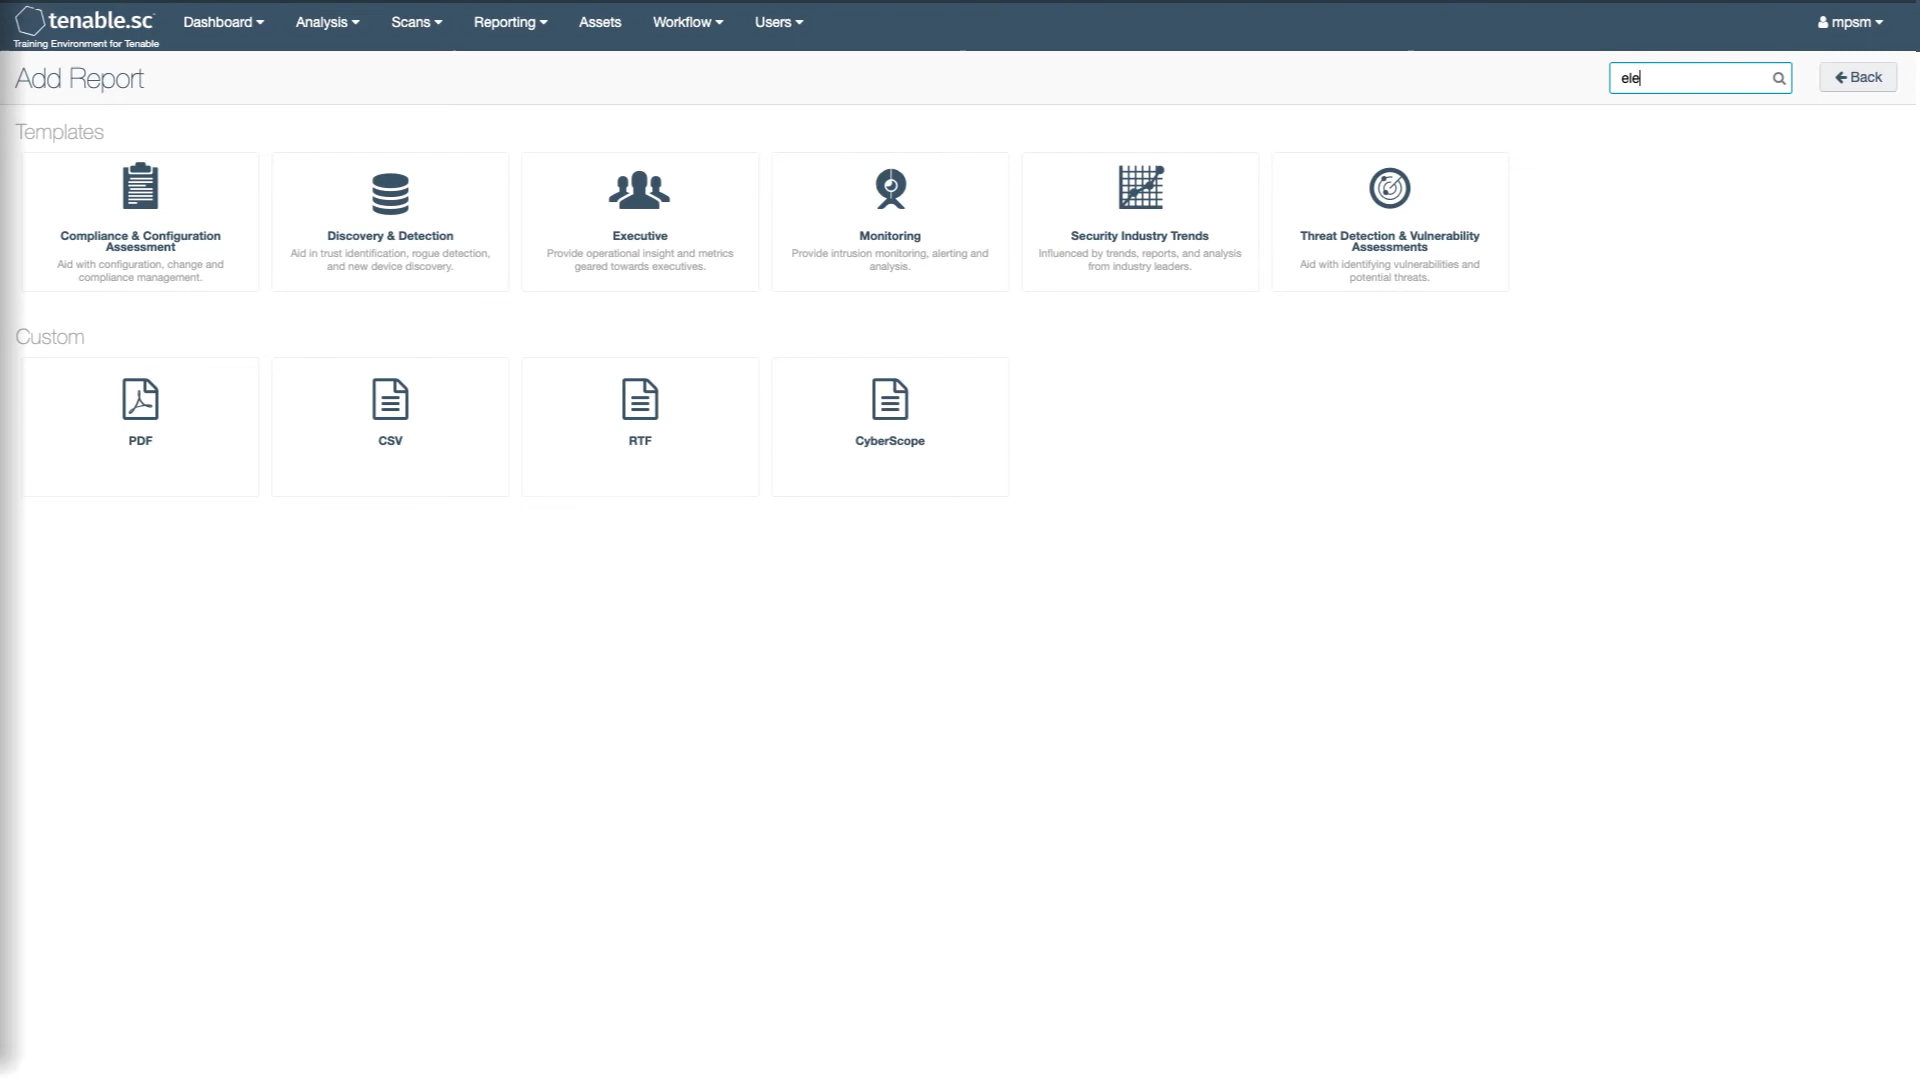 tenable.sc Dashboard Analysis Scans Reporting Assets Workflow Users mpsm
Training Environment for Tenable
Add Report ele Back
Templates
Compliance & Configuration
Assessment
Aid with configuration, change and
compliance management.
Discovery & Detection
Aid in trust identification, rogue detection,
and new device discovery.
Executive
Provide operational insight and metrics
geared towards executives.
Monitoring
Provide intrusion monitoring, alerting and
analysis.
Security Industry Trends
Influenced by trends, reports, and analysis
from industry leaders.
Threat Detection & Vulnerability
Assessments
Aid with identifying vulnerabilities and
potential threats.
Custom
PDF
CSV
RTF
CyberScope